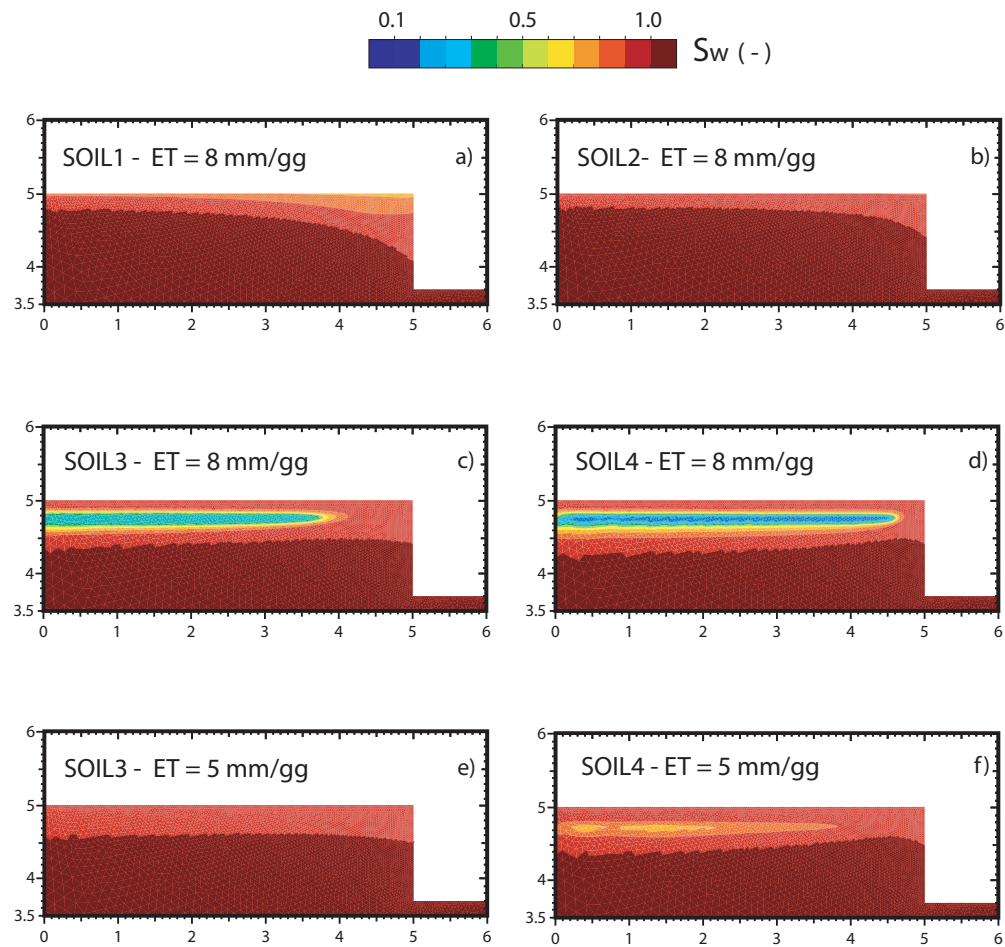 0.1 0.5 1.0
Sw (-)
6 6
SOIL1 - ET = 8 mm/gg a) SOIL2- ET = 8 mm/gg b)
5 5
4 4
3.5 3.5
0 1 2 3 4 5 6 0 1 2 3 4 5 6
6 6
SOIL3 - ET = 8 mm/gg c) SOIL4 - ET = 8 mm/gg d)
5 5
4 4
3.5 3.5
0 1 2 3 4 5 6 0 1 2 3 4 5 6
6 6
SOIL3 - ET = 5 mm/gg e) SOIL4 - ET = 5 mm/gg f)
5 5
4 4
3.5 3.5
0 1 2 3 4 5 6 0 1 2 3 4 5 6